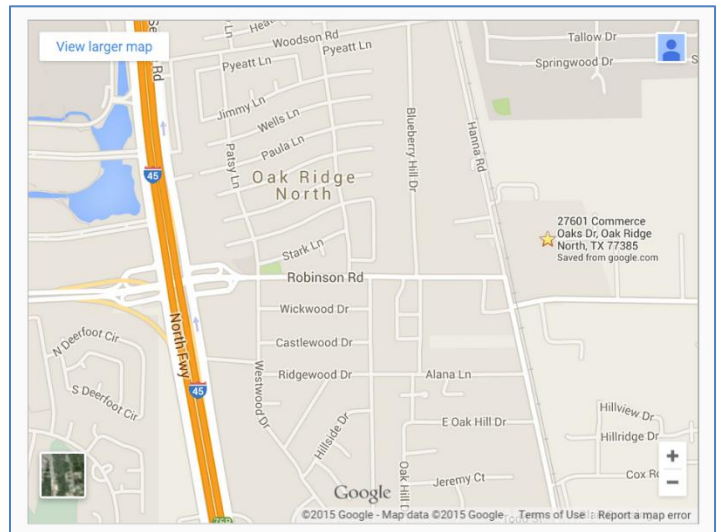 View larger map
Woodson Rd
Pyeatt Ln
Pyeatt Ln
Tallow Dr
Springwood Dr
Jimmy Ln
Wells Ln
Paula Ln
Patsy Ln
Blueberry Hill Dr
Hanna Rd
45
Oak Ridge
North
27601 Commerce
Oaks Dr, Oak Ridge
North, TX 77385
Saved from google.com
Stark Ln
Robinson Rd
Wickwood Dr
North Fwy
N Deerfoot Cir
Castlewood Dr
Ridgewood Dr
Alana Ln
S Deerfoot Cir
45
Westwood Dr
Hillside Dr
E Oak Hill Dr
Hillview Dr
Hillridge Dr
Oak Hill D
Jeremy Ct
Cox R
+
−
Google
©2015 Google - Map data ©2015 Google
Terms of Use
Report a map error